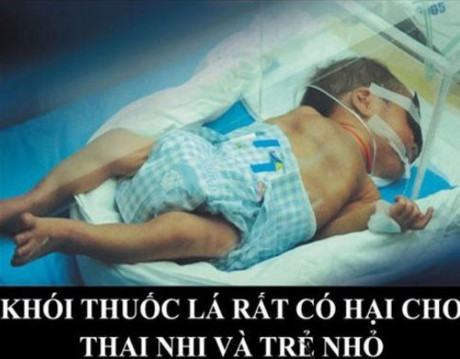 KHÓI THUỐC LÁ RẤT CÓ HẠI CHO
THAI NHI VÀ TRẺ NHỎ